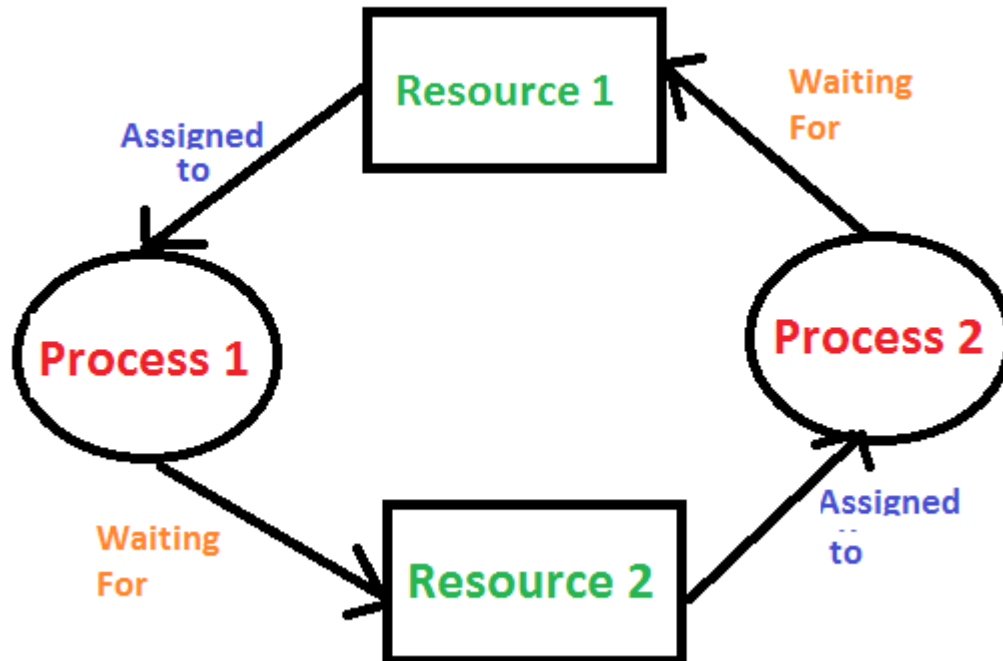 Resource 1
Waiting
For
Assigned
to
Process 1
Process 2
Waiting
For
Resource 2
Assigned
to